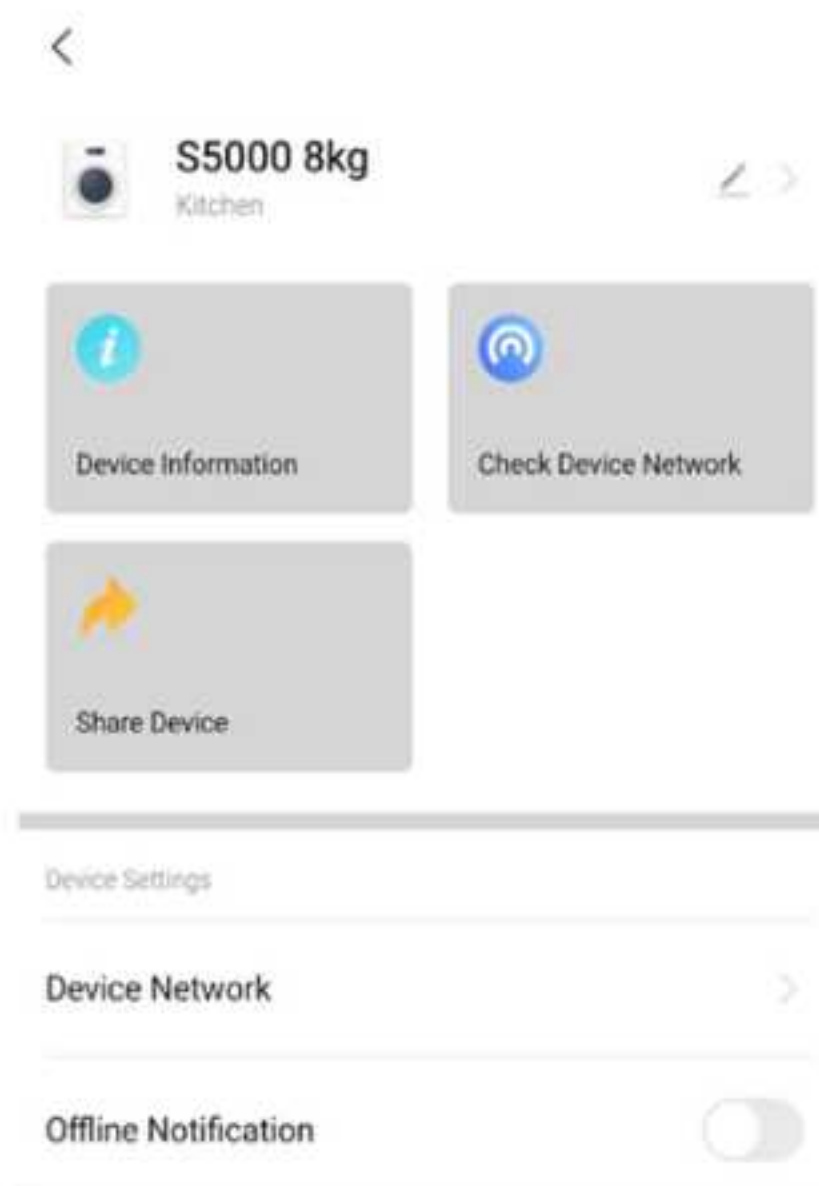 S5000 8kg
Kitchen
Device Information
Check Device Network
Share Device
Device Settings
Device Network
Offline Notification